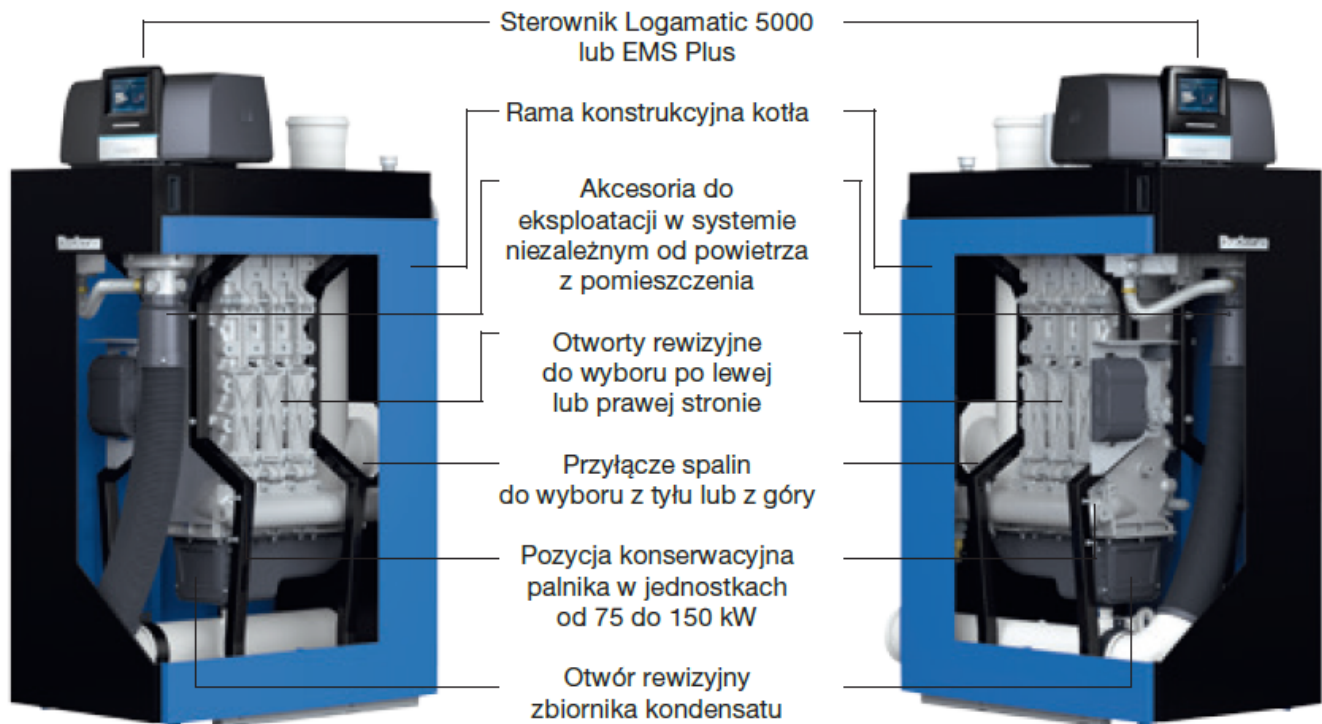 Sterownik Logamatic 5000
lub EMS Plus
Rama konstrukcyjna kotła
Akcesoria do
eksploatacji w systemie
niezależnym od powietrza
z pomieszczenia
Otworty rewizyjne
do wyboru po lewej
lub prawej stronie
Przyłącze spalin
do wyboru z tyłu lub z góry
Pozycja konserwacyjna
palnika w jednostkach
od 75 do 150 kW
Otwór rewizyjny
zbiornika kondensatu